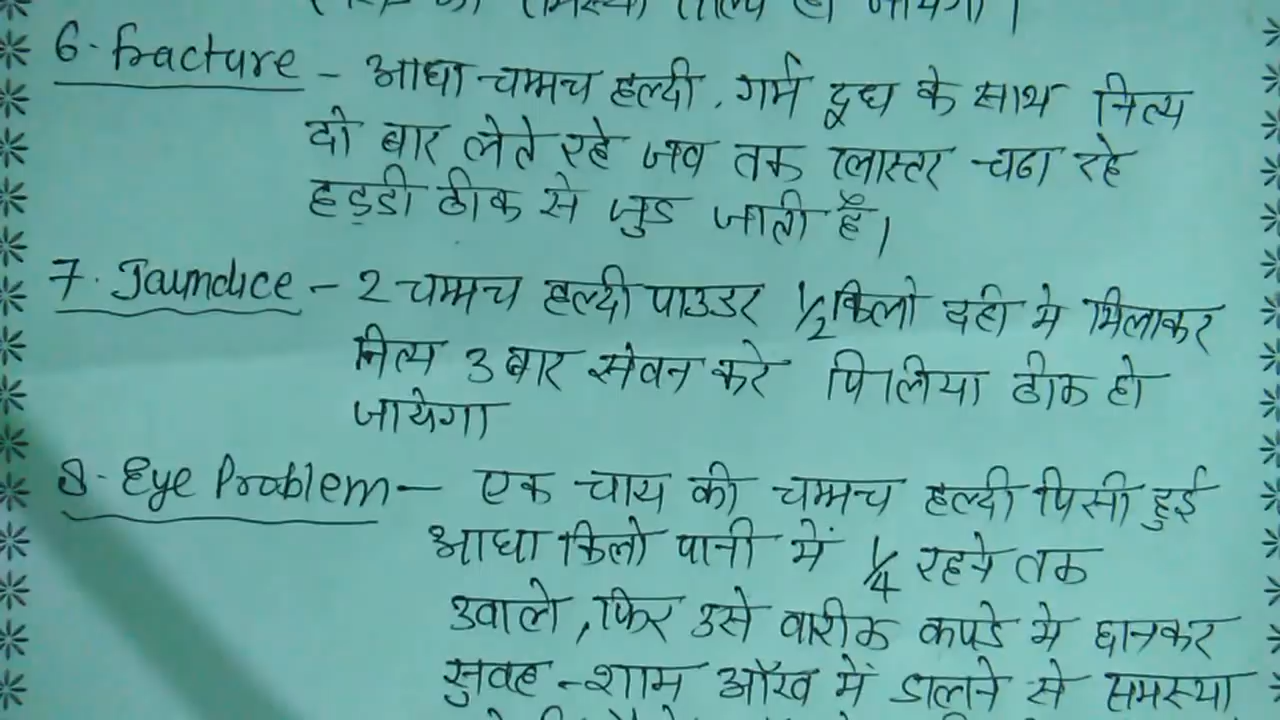 6. fracture - आधा चम्मच हल्दी, गर्म दूध के साथ नित्य
दो बार लेते रहे जब तक प्लास्टर चढा रहे
हड्डी ठीक से जुड जाती है।
7. Jaundice - 2 चम्मच हल्दी पाउडर 1/2 किलो दही मे मिलाकर
नित्य 3 बार सेवन करे पिलिया ठीक हो
जायेगा
8. Eye Problem - एक चाय की चम्मच हल्दी पिसी हुई
आधा किलो पानी में 1/4 रहने तक
उवाले, फिर उसे वारीक कपडे मे छानकर
सुवह - शाम आँख में डालने से समस्या